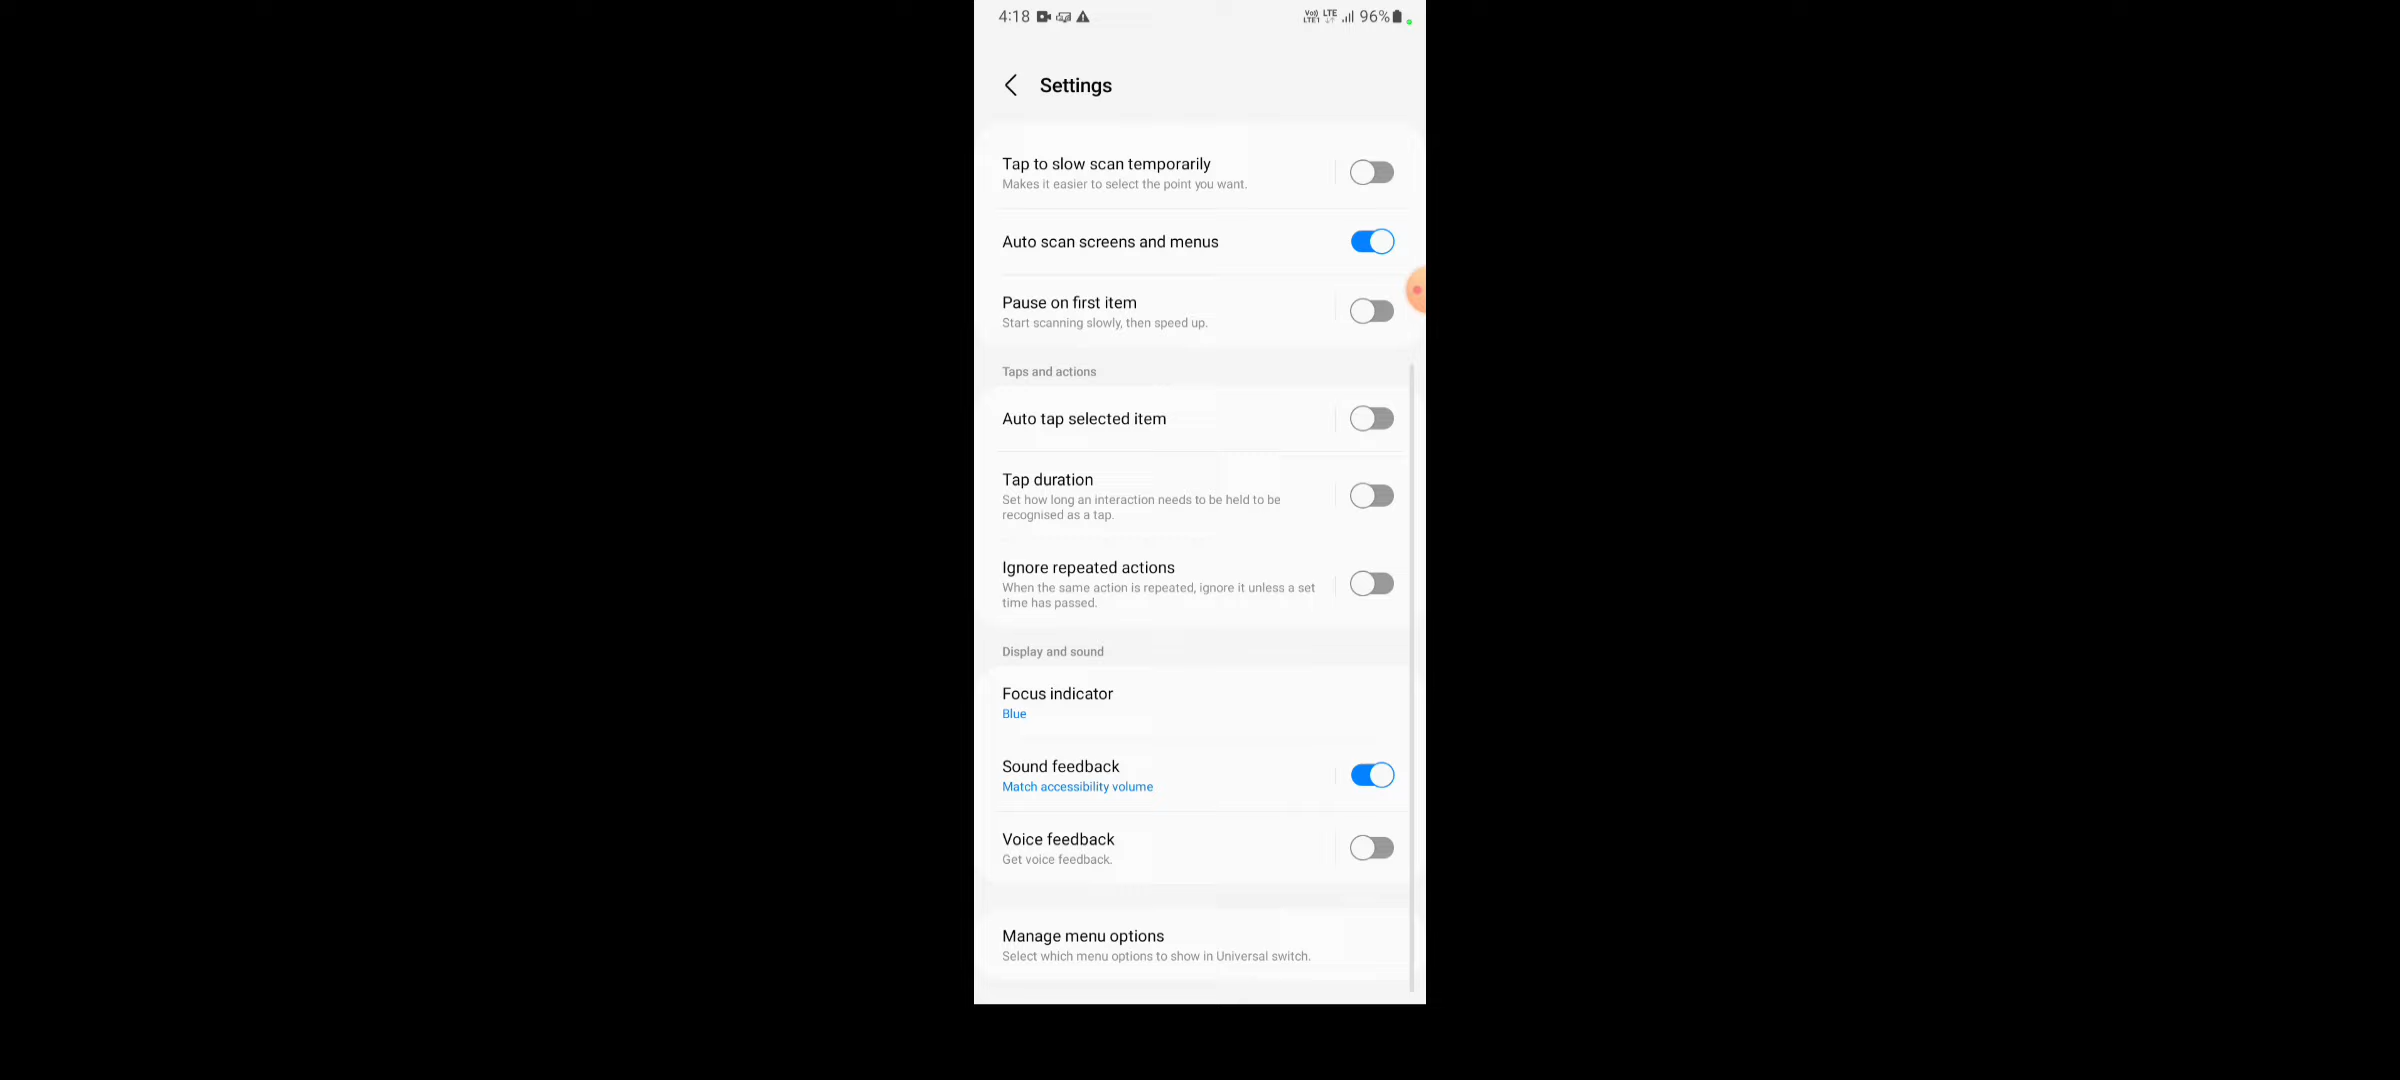 4:18
Vo)) LTE1 LTE 96%
Settings
Tap to slow scan temporarily
Makes it easier to select the point you want.
Auto scan screens and menus
Pause on first item
Start scanning slowly, then speed up.
Taps and actions
Auto tap selected item
Tap duration
Set how long an interaction needs to be held to be
recognised as a tap.
Ignore repeated actions
When the same action is repeated, ignore it unless a set
time has passed.
Display and sound
Focus indicator
Blue
Sound feedback
Match accessibility volume
Voice feedback
Get voice feedback.
Manage menu options
Select which menu options to show in Universal switch.